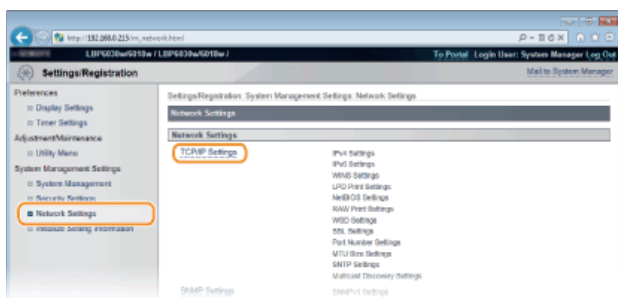 http://192.168.0.215/m_network.html
LBP6030w/6018w / LBP6030w/6018w /
To Portal Login User: System Manager Log Out
Settings/Registration
Mail to System Manager
Preferences
Display Settings
Timer Settings
Adjustment/Maintenance
Utility Menu
System Management Settings
System Management
Security Settings
Network Settings
Initialize Setting Information
Settings/Registration: System Management Settings: Network Settings
Network Settings
Network Settings
TCP/IP Settings
IPv4 Settings
IPv6 Settings
WINS Settings
LPD Print Settings
NetBIOS Settings
RAW Print Settings
WSD Settings
SSL Settings
Port Number Settings
MTU Size Settings
SNTP Settings
Multicast Discovery Settings
SNMP Settings
SNMPv1 Settings